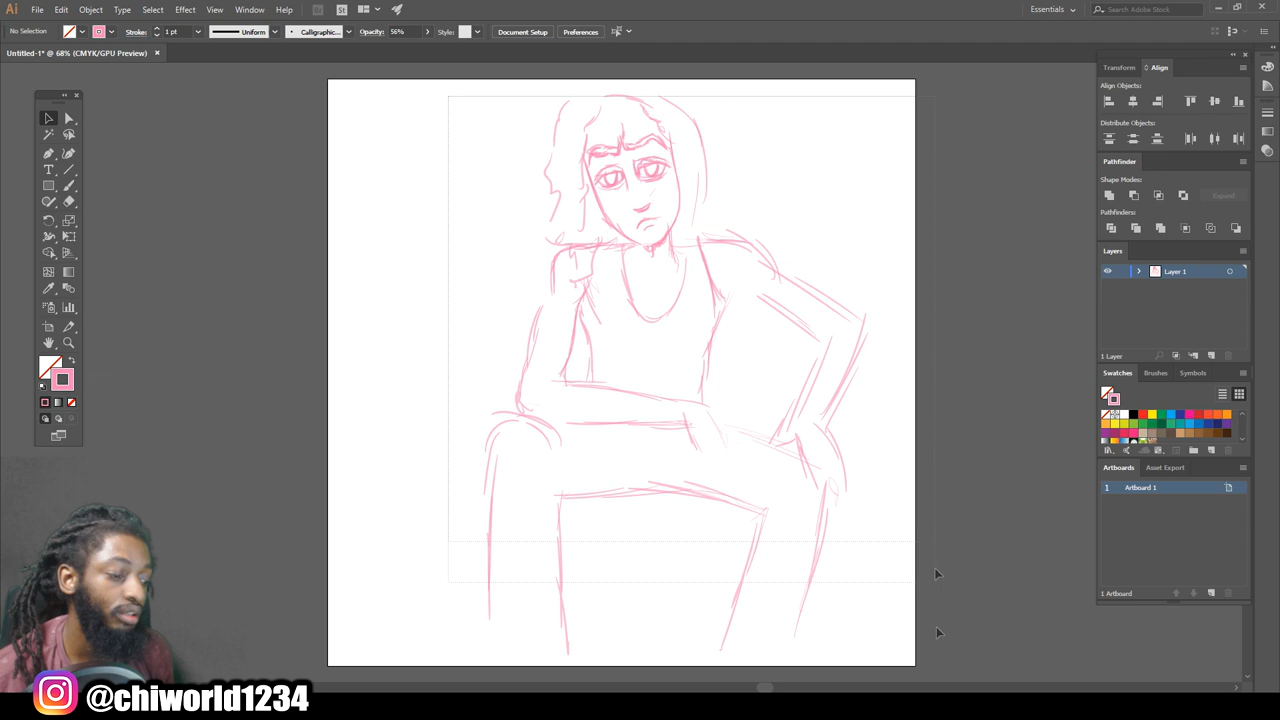 Ai File Edit Object Type Select Effect View Window Help Br St Essentials Search Adobe Stock
No Selection Stroke: 1 pt Uniform Calligraphic... Opacity: 56% Style: Document Setup Preferences
Untitled-1* @ 68% (CMYK/GPU Preview)
Transform Align
Align Objects:
Distribute Objects:
Pathfinder
Shape Modes:
Expand
Pathfinders:
Layers
Layer 1
1 Layer
Swatches Brushes Symbols
Artboards Asset Export
1 Artboard 1
1 Artboard
@chiworld1234